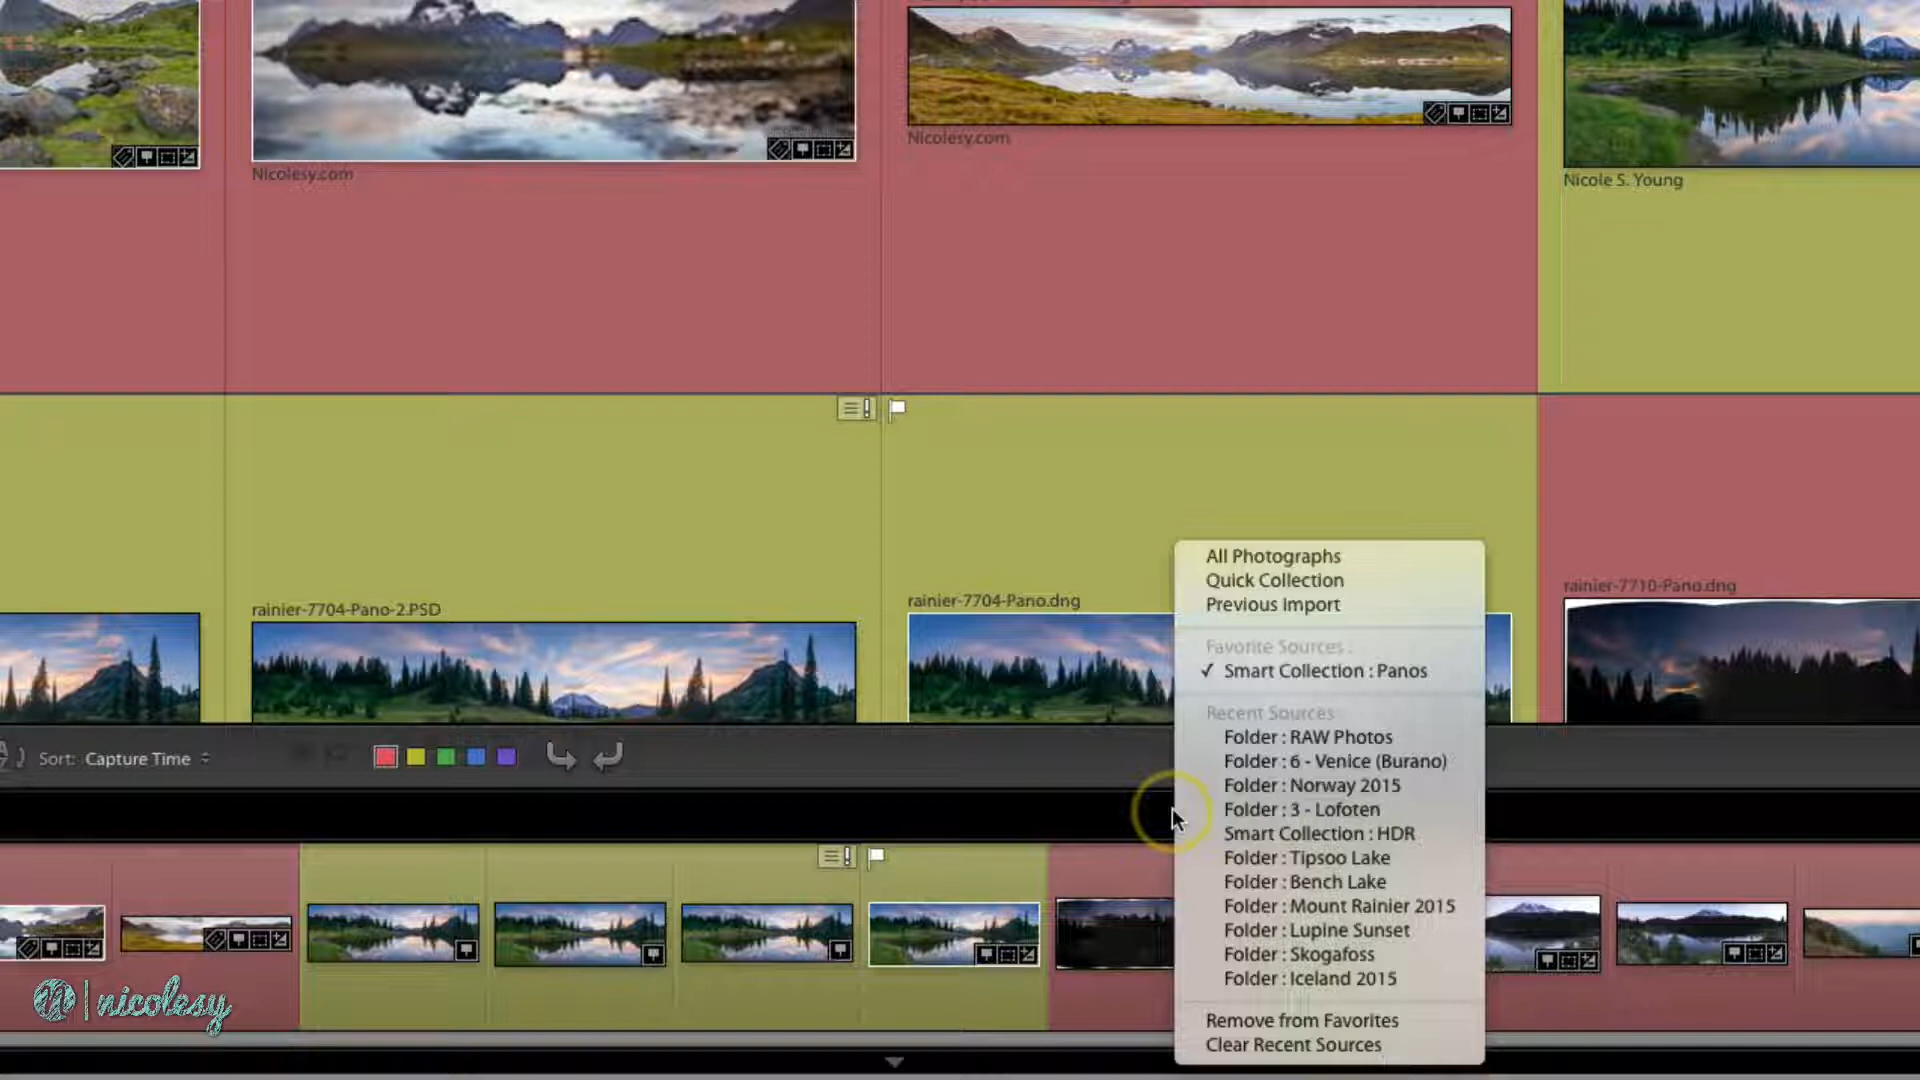 Nicolesy.com
Nicolesy.com
Nicole S. Young
rainier-7704-Pano-2.PSD
rainier-7704-Pano.dng
rainier-7710-Pano.dng
All Photographs
Quick Collection
Previous Import
Favorite Sources :
✓ Smart Collection : Panos
Recent Sources
Folder : RAW Photos
Folder : 6 - Venice (Burano)
Folder : Norway 2015
Folder : 3 - Lofoten
Smart Collection : HDR
Folder : Tipsoo Lake
Folder : Bench Lake
Folder : Mount Rainier 2015
Folder : Lupine Sunset
Folder : Skogafoss
Folder : Iceland 2015
Remove from Favorites
Clear Recent Sources
Sort: Capture Time
n | nicolesy